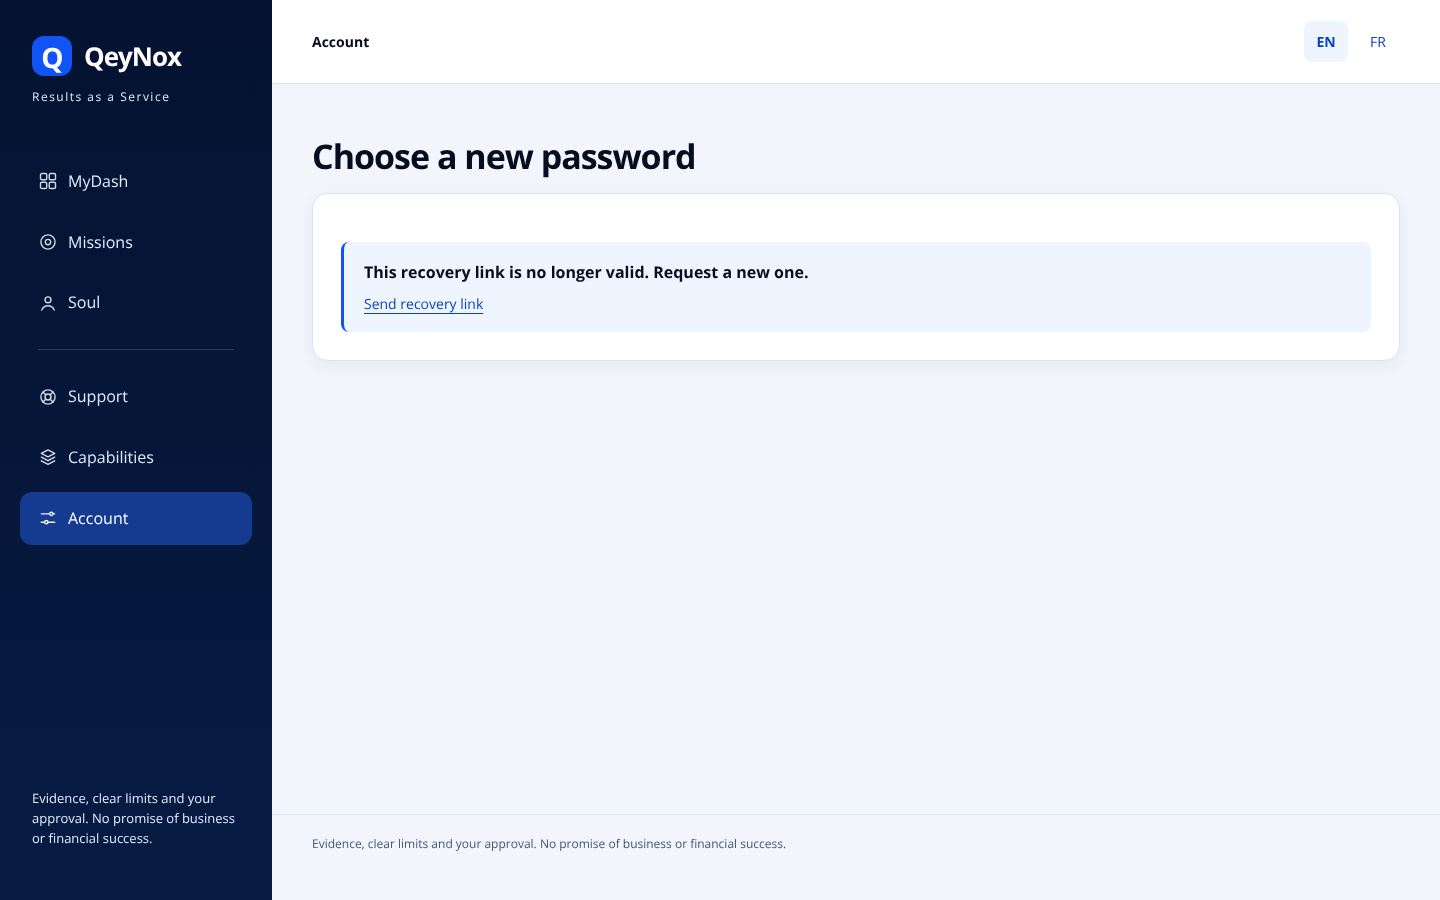 Q QeyNox
Results as a Service
MyDash
Missions
Soul
Support
Capabilities
Account
Evidence, clear limits and your
approval. No promise of business
or financial success.
Account
EN FR
Choose a new password
This recovery link is no longer valid. Request a new one.
Send recovery link
Evidence, clear limits and your approval. No promise of business or financial success.